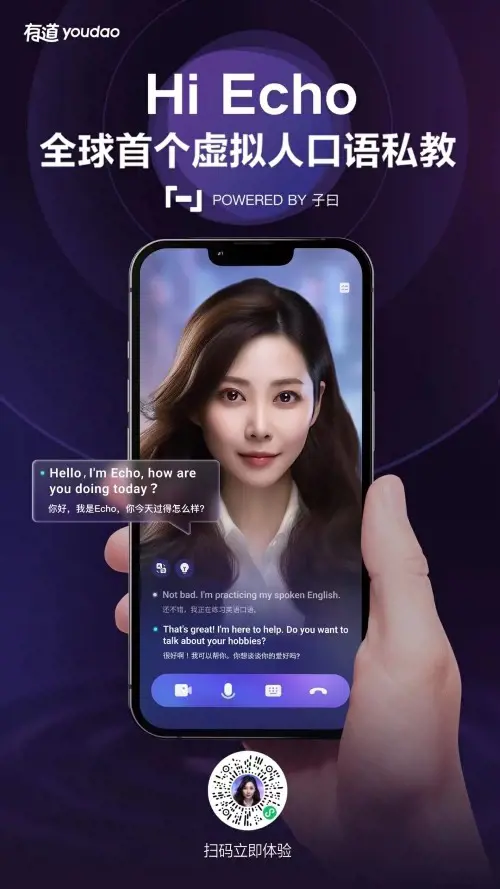 有道 youdao
Hi Echo
全球首个虚拟人口语私教
POWERED BY 子曰
Hello, I'm Echo, how are
you doing today？
你好，我是Echo，你今天过得怎么样?
Not bad. I'm practicing my spoken English.
还不错，我正在练习英语口语。
That's great! I'm here to help. Do you want to
talk about your hobbies?
很好啊！我可以帮你。你想谈谈你的爱好吗?
扫码立即体验